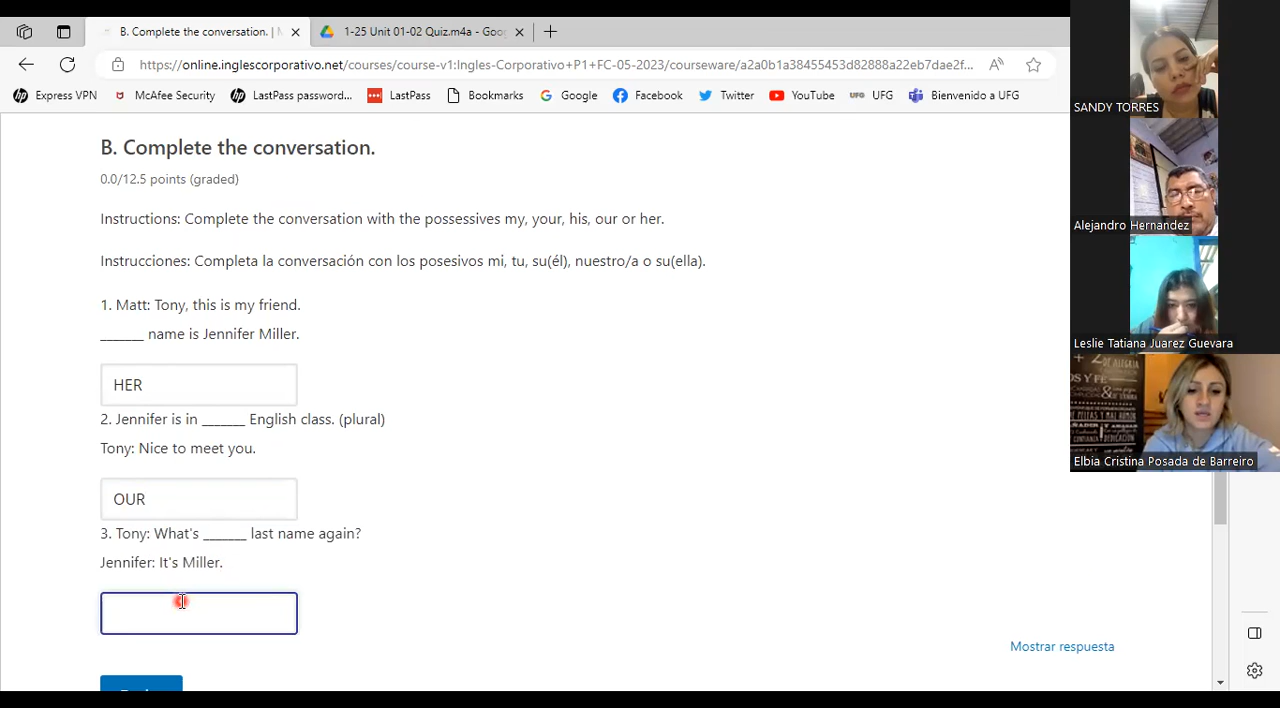 B. Complete the conversation. | M
1-25 Unit 01-02 Quiz.m4a - Goo
https://online.inglescorporativo.net/courses/course-v1:Ingles-Corporativo+P1+FC-05-2023/courseware/a2a0b1a38455453d82888a22eb7dae2f...
Express VPN McAfee Security LastPass password... LastPass Bookmarks Google Facebook Twitter YouTube UFG Bienvenido a UFG
B. Complete the conversation.
0.0/12.5 points (graded)
Instructions: Complete the conversation with the possessives my, your, his, our or her.
Instrucciones: Completa la conversación con los posesivos mi, tu, su(él), nuestro/a o su(ella).
1. Matt: Tony, this is my friend.
______ name is Jennifer Miller.
HER
2. Jennifer is in ______ English class. (plural)
Tony: Nice to meet you.
OUR
3. Tony: What's ______ last name again?
Jennifer: It's Miller.
Mostrar respuesta
SANDY TORRES
Alejandro Hernandez
Leslie Tatiana Juarez Guevara
Elbia Cristina Posada de Barreiro